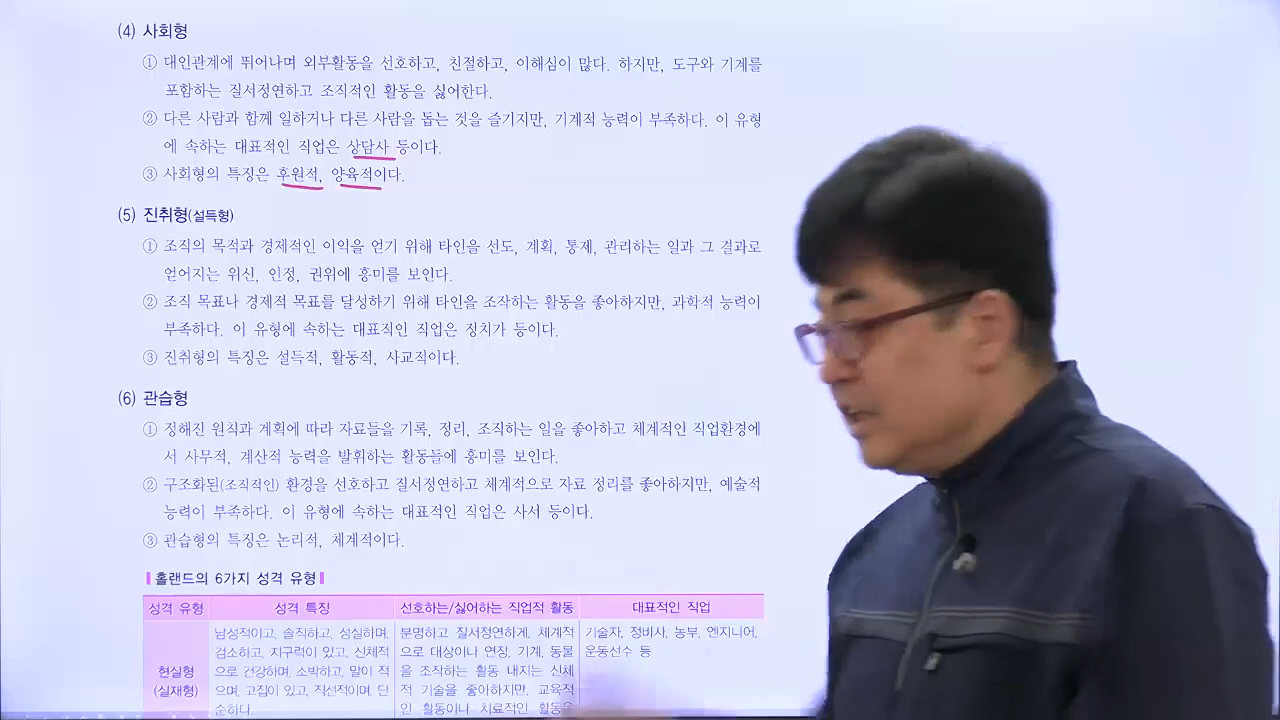 (4) 사회형
① 대인관계에 뛰어나며 외부활동을 선호하고, 친절하고, 이해심이 많다. 하지만, 도구와 기계를
포함하는 질서정연하고 조직적인 활동을 싫어한다.
② 다른 사람과 함께 일하거나 다른 사람을 돕는 것을 즐기지만, 기계적 능력이 부족하다. 이 유형
에 속하는 대표적인 직업은 상담사 등이다.
③ 사회형의 특징은 후원적, 양육적이다.
(5) 진취형(설득형)
① 조직의 목적과 경제적인 이익을 얻기 위해 타인을 선도, 계획, 통제, 관리하는 일과 그 결과로
얻어지는 위신, 인정, 권위에 흥미를 보인다.
② 조직 목표나 경제적 목표를 달성하기 위해 타인을 조작하는 활동을 좋아하지만, 과학적 능력이
부족하다. 이 유형에 속하는 대표적인 직업은 정치가 등이다.
③ 진취형의 특징은 설득적, 활동적, 사교적이다.
(6) 관습형
① 정해진 원칙과 계획에 따라 자료들을 기록, 정리, 조직하는 일을 좋아하고 체계적인 직업환경에
서 사무적, 계산적 능력을 발휘하는 활동들에 흥미를 보인다.
② 구조화된(조직적인) 환경을 선호하고 질서정연하고 체계적으로 자료 정리를 좋아하지만, 예술적
능력이 부족하다. 이 유형에 속하는 대표적인 직업은 사서 등이다.
③ 관습형의 특징은 논리적, 체계적이다.
홀랜드의 6가지 성격 유형
성격 유형 성격 특징 선호하는/싫어하는 직업적 활동 대표적인 직업
현실형
(실재형)
남성적이고, 솔직하고, 성실하며,
검소하고, 지구력이 있고, 신체적
으로 건강하며, 소박하고, 말이 적
으며, 고집이 있고, 직선적이며, 단
순하다.
분명하고 질서정연하게, 체계적
으로 대상이나 연장, 기계, 동물
을 조작하는 활동 내지는 신체
적 기술을 좋아하지만, 교육적
인 활동이나 치료적인 활동을
기술자, 정비사, 농부, 엔지니어,
운동선수 등